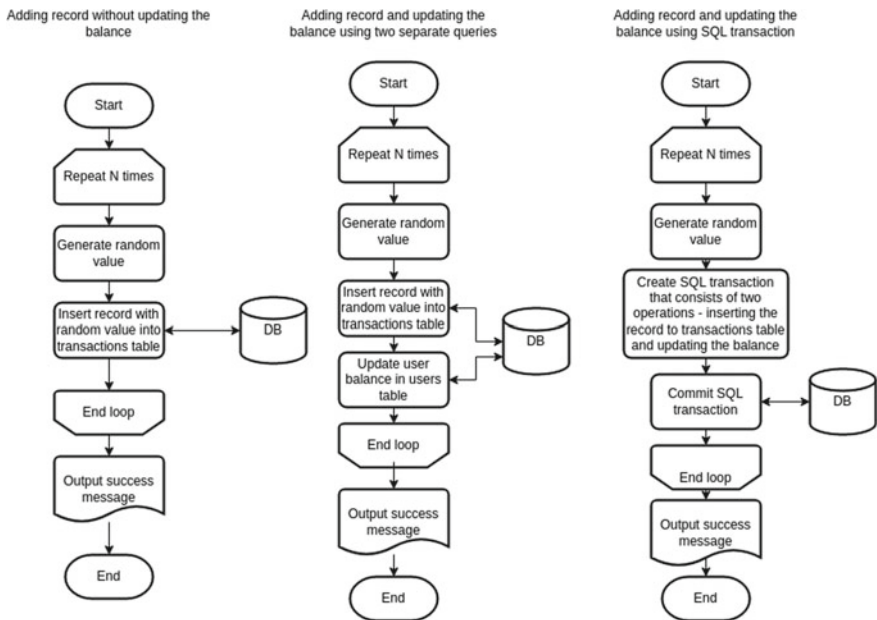 Adding record without updating the
balance
Start
Repeat N times
Generate random
value
Insert record with
random value into
transactions table
DB
End loop
Output success
message
End
Adding record and updating the
balance using two separate queries
Start
Repeat N times
Generate random
value
Insert record with
random value into
transactions table
DB
Update user
balance in users
table
End loop
Output success
message
End
Adding record and updating the
balance using SQL transaction
Start
Repeat N times
Generate random
value
Create SQL transaction
that consists of two
operations - inserting the
record to transactions table
and updating the balance
Commit SQL
transaction
DB
End loop
Output success
message
End